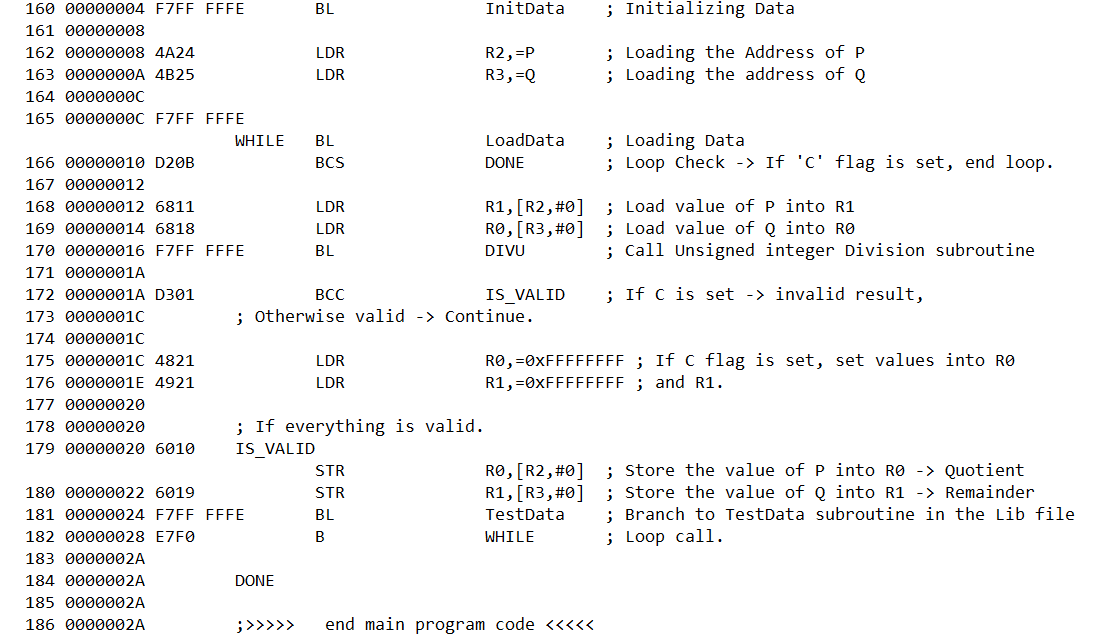 160 00000004 F7FF FFFE       BL               InitData    ; Initializing Data
161 00000008
162 00000008 4A24            LDR              R2,=P       ; Loading the Address of P
163 0000000A 4B25            LDR              R3,=Q       ; Loading the address of Q
164 0000000C
165 0000000C F7FF FFFE
                     WHILE   BL               LoadData    ; Loading Data
166 00000010 D20B            BCS              DONE        ; Loop Check -> If 'C' flag is set, end loop.
167 00000012
168 00000012 6811            LDR              R1,[R2,#0]  ; Load value of P into R1
169 00000014 6818            LDR              R0,[R3,#0]  ; Load value of Q into R0
170 00000016 F7FF FFFE       BL               DIVU        ; Call Unsigned integer Division subroutine
171 0000001A
172 0000001A D301            BCC              IS_VALID    ; If C is set -> invalid result,
173 0000001C         ; Otherwise valid -> Continue.
174 0000001C
175 0000001C 4821            LDR              R0,=0xFFFFFFFF ; If C flag is set, set values into R0
176 0000001E 4921            LDR              R1,=0xFFFFFFFF ; and R1.
177 00000020
178 00000020         ; If everything is valid.
179 00000020 6010    IS_VALID
                             STR              R0,[R2,#0]  ; Store the value of P into R0 -> Quotient
180 00000022 6019            STR              R1,[R3,#0]  ; Store the value of Q into R1 -> Remainder
181 00000024 F7FF FFFE       BL               TestData    ; Branch to TestData subroutine in the Lib file
182 00000028 E7F0            B                WHILE       ; Loop call.
183 0000002A
184 0000002A         DONE
185 0000002A
186 0000002A         ;>>>>>   end main program code <<<<<